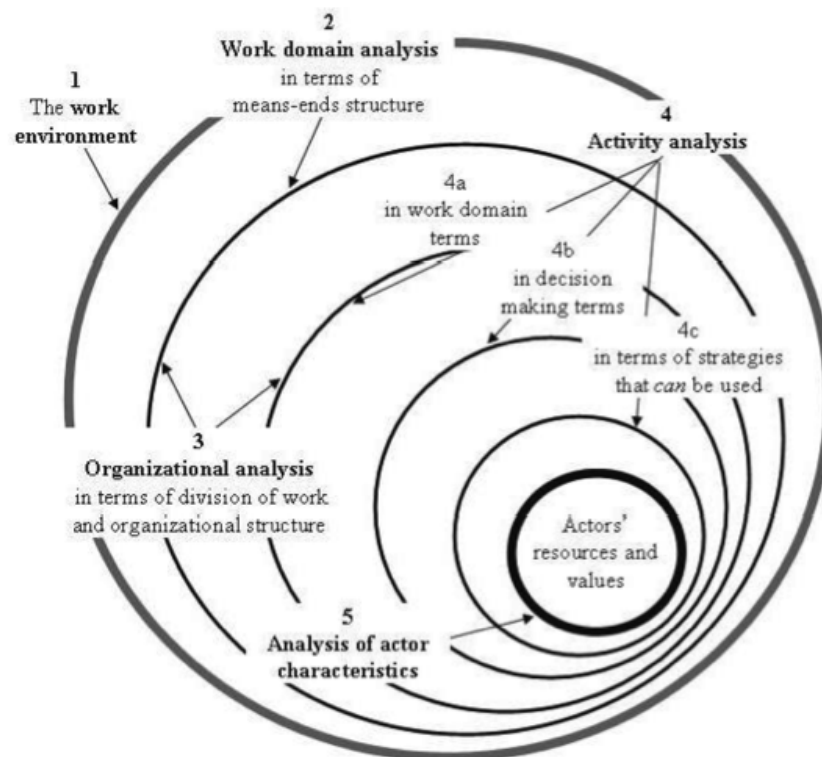 1
The work
environment
2
Work domain analysis
in terms of
means-ends structure
4
Activity analysis
4a
in work domain
terms
4b
in decision
making terms
4c
in terms of strategies
that can be used
3
Organizational analysis
in terms of division of work
and organizational structure
Actors'
resources and
values
5
Analysis of actor
characteristics